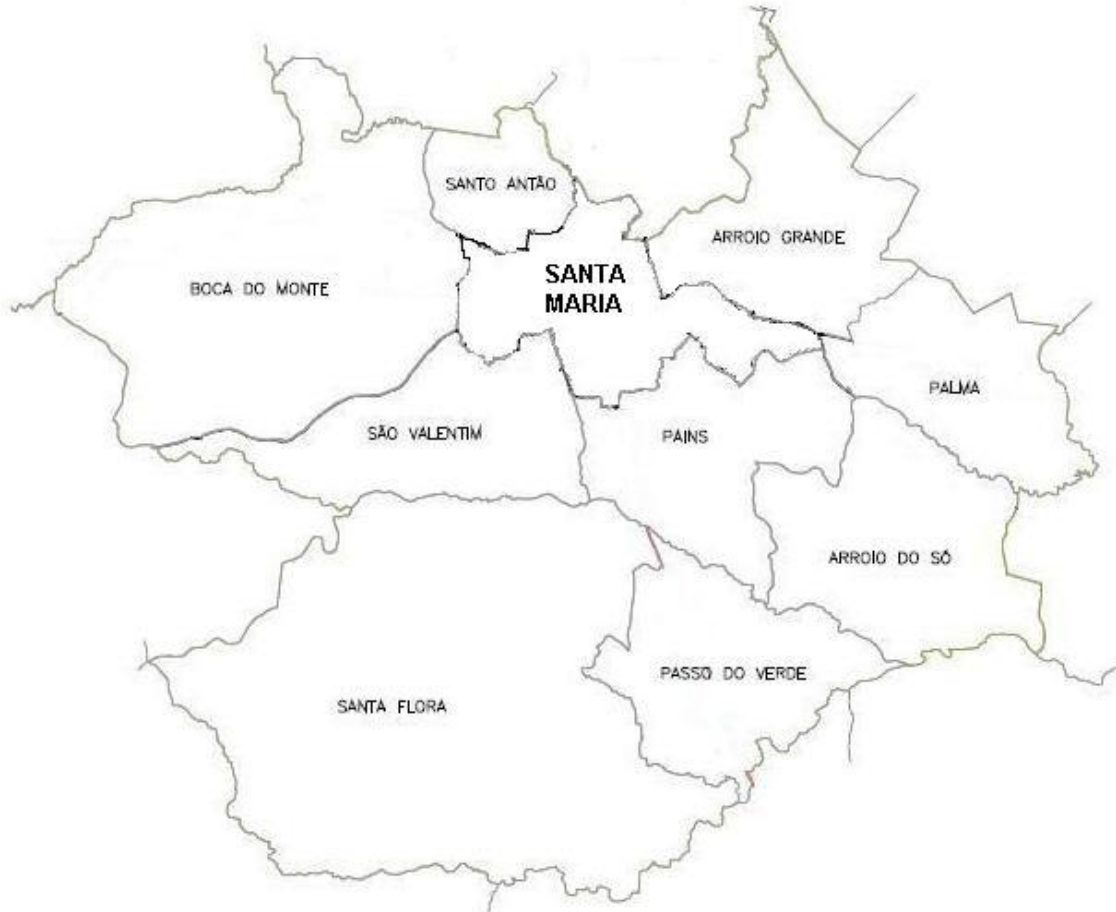 SANTO ANTÃO
ARROIO GRANDE
SANTA
MARIA
BOCA DO MONTE
PALMA
SÃO VALENTIM
PAINS
ARROIO DO SÓ
PASSO DO VERDE
SANTA FLORA